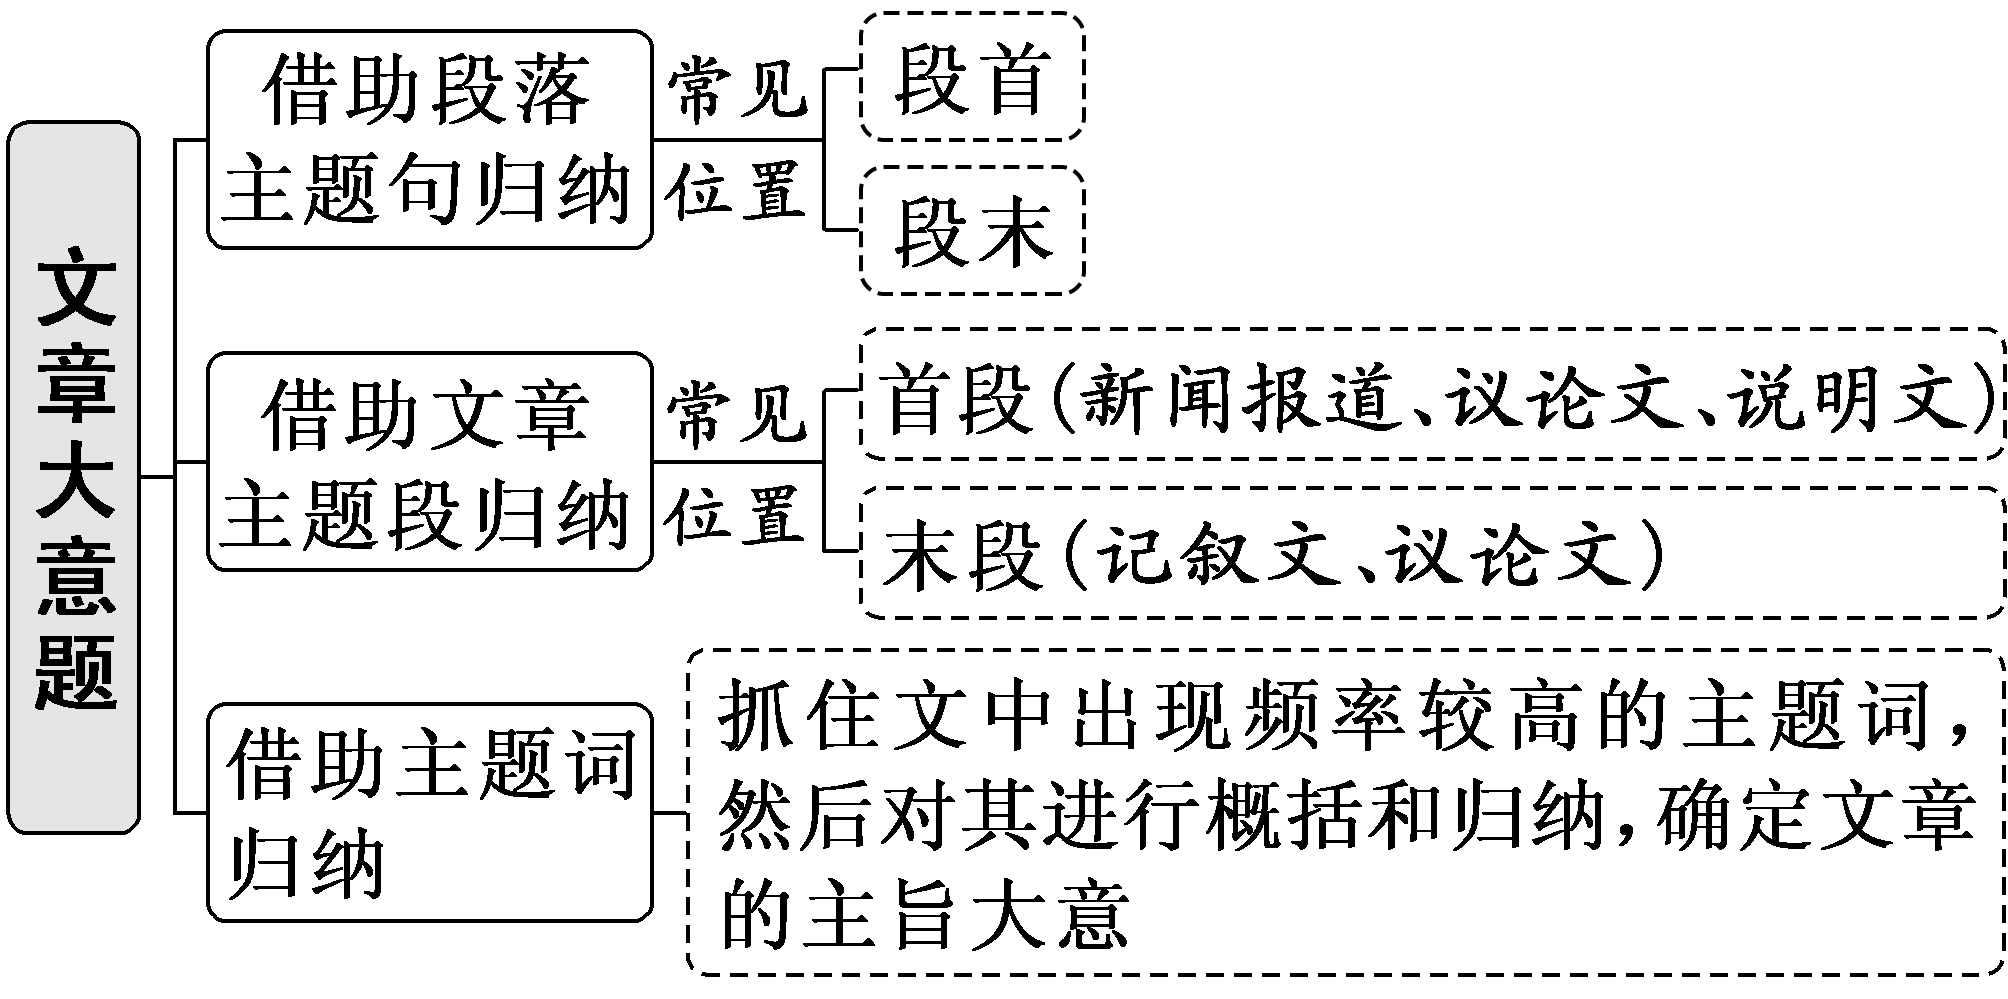 文章大意题
借助段落
主题句归纳
常见
位置
段首
段末
借助文章
主题段归纳
常见
位置
首段(新闻报道、议论文、说明文)
末段(记叙文、议论文)
借助主题词
归纳
抓住文中出现频率较高的主题词，
然后对其进行概括和归纳，确定文章
的主旨大意